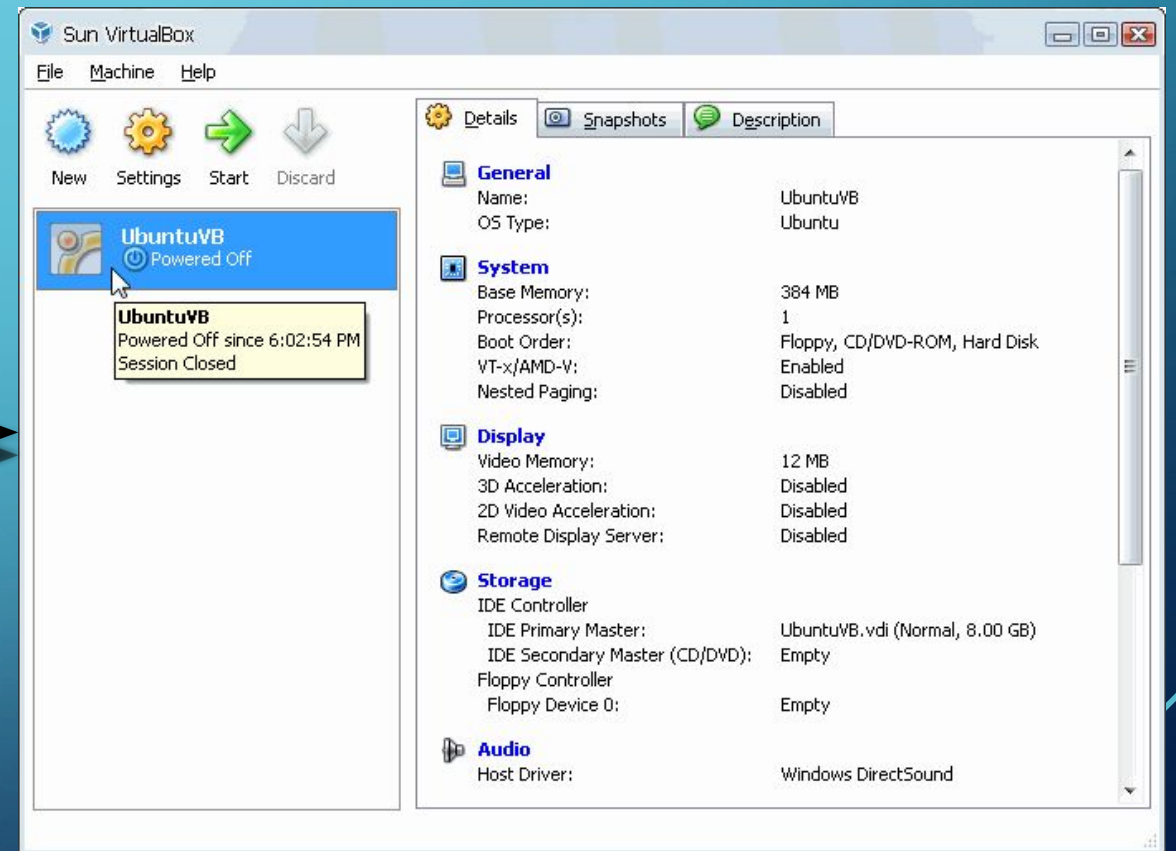 Sun VirtualBox
File Machine Help
New Settings Start Discard
UbuntuVB
Powered Off
UbuntuVB
Powered Off since 6:02:54 PM
Session Closed
Details Snapshots Description
General
Name: UbuntuVB
OS Type: Ubuntu
System
Base Memory: 384 MB
Processor(s): 1
Boot Order: Floppy, CD/DVD-ROM, Hard Disk
VT-x/AMD-V: Enabled
Nested Paging: Disabled
Display
Video Memory: 12 MB
3D Acceleration: Disabled
2D Video Acceleration: Disabled
Remote Display Server: Disabled
Storage
IDE Controller
IDE Primary Master: UbuntuVB.vdi (Normal, 8.00 GB)
IDE Secondary Master (CD/DVD): Empty
Floppy Controller
Floppy Device 0: Empty
Audio
Host Driver: Windows DirectSound